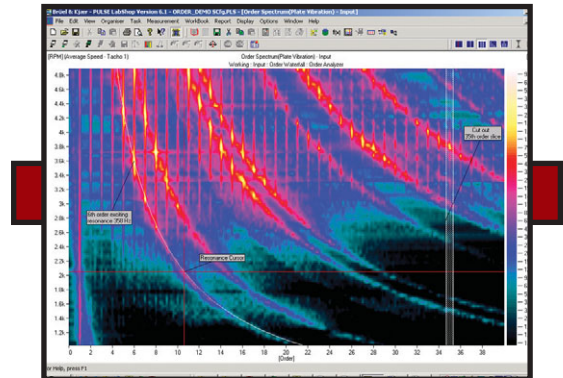 Brüel & Kjær - PULSE LabShop Version 6.1 - ORDER_DEMO SCfg.PLS - [Order Spectrum(Plate Vibration) - Input]
File Edit View Organiser Task Measurement WorkBook Report Display Options Window Help
[RPM] (Average Speed - Tacho 1) Order Spectrum(Plate Vibration) - Input
Working : Input : Order Waterfall : Order Analyzer
4.8k
4.6k
4.4k
4.2k
4k
3.8k
3.6k
3.4k
3.2k
3k
2.8k
2.6k
2.4k
2.2k
2k
1.8k
1.6k
1.4k
1.2k
Cut out
35th order slice
6th order exciting
resonance 350 Hz
Resonance Cursor
0 2 4 6 8 10 12 14 16 18 20 22 24 26 28 30 32 34 36 38
[Order]
or Help, press F1